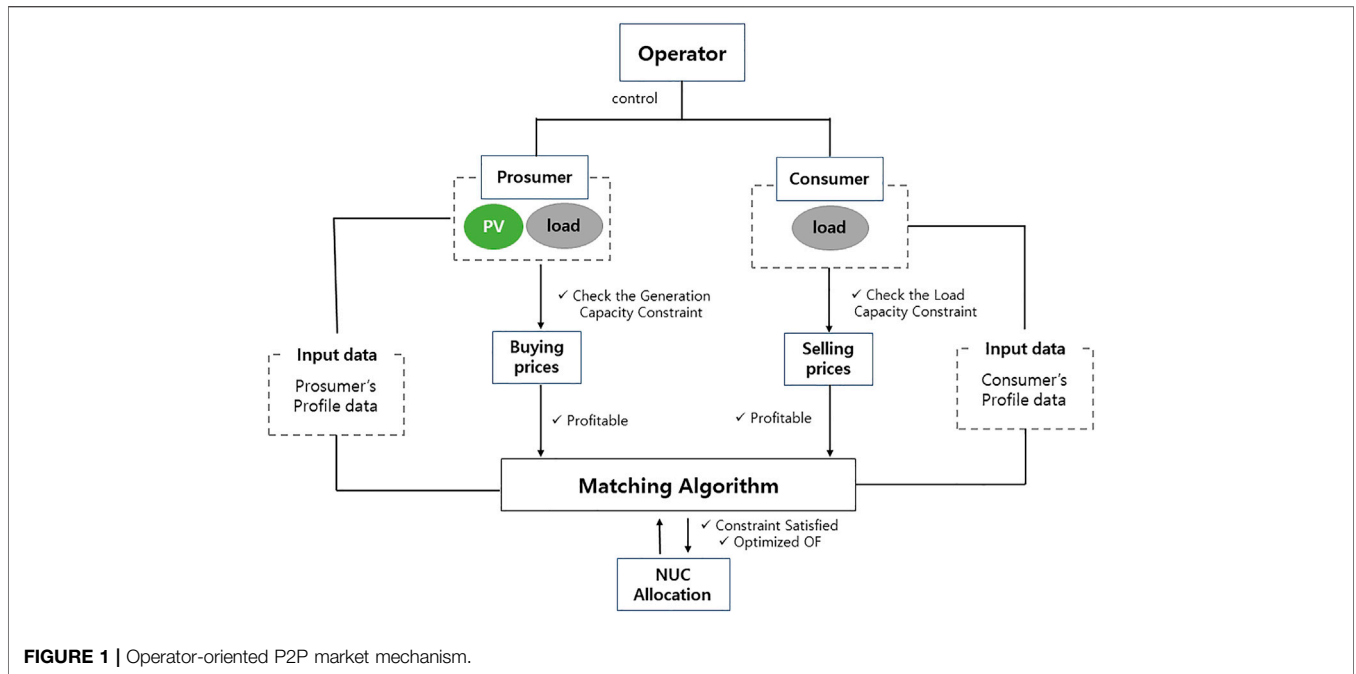 Operator
control
Prosumer
Consumer
PV
load
load
✓ Check the Generation
Capacity Constraint
✓ Check the Load
Capacity Constraint
Input data
Prosumer's
Profile data
Buying
prices
Selling
prices
Input data
Consumer's
Profile data
✓ Profitable
✓ Profitable
Matching Algorithm
✓ Constraint Satisfied
✓ Optimized OF
NUC
Allocation
FIGURE 1 | Operator-oriented P2P market mechanism.